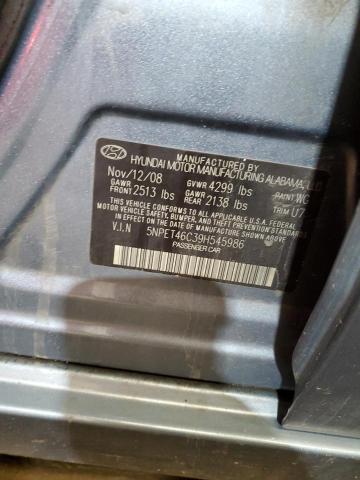 HYUNDAI MOTOR MANUFACTURING ALABAMA, LLC
Nov/12/08 GVWR 4299 lbs PAINT WC
GAWR FRONT 2513 lbs GAWR REAR 2138 lbs TRIM U7
THIS VEHICLE CONFORMS TO ALL APPLICABLE U.S.A. FEDERAL
MOTOR VEHICLE SAFETY, BUMPER, AND THEFT PREVENTION
STANDARDS IN EFFECT ON THE DATE OF MANUFACTURE SHOWN ABOVE.
V.I.N 5NPET46C39H545986
PASSENGER CAR